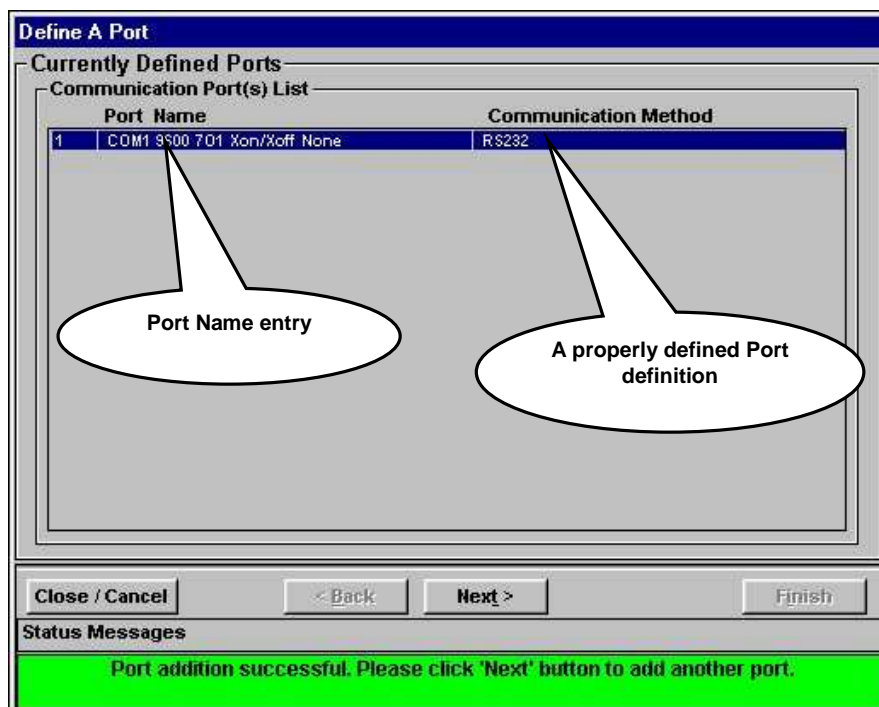 Define A Port
Currently Defined Ports
Communication Port(s) List
Port Name Communication Method
1 COM1 9600 7O1 Xon/Xoff None RS232
Port Name entry
A properly defined Port
definition
Close / Cancel < Back Next > Finish
Status Messages
Port addition successful. Please click 'Next' button to add another port.